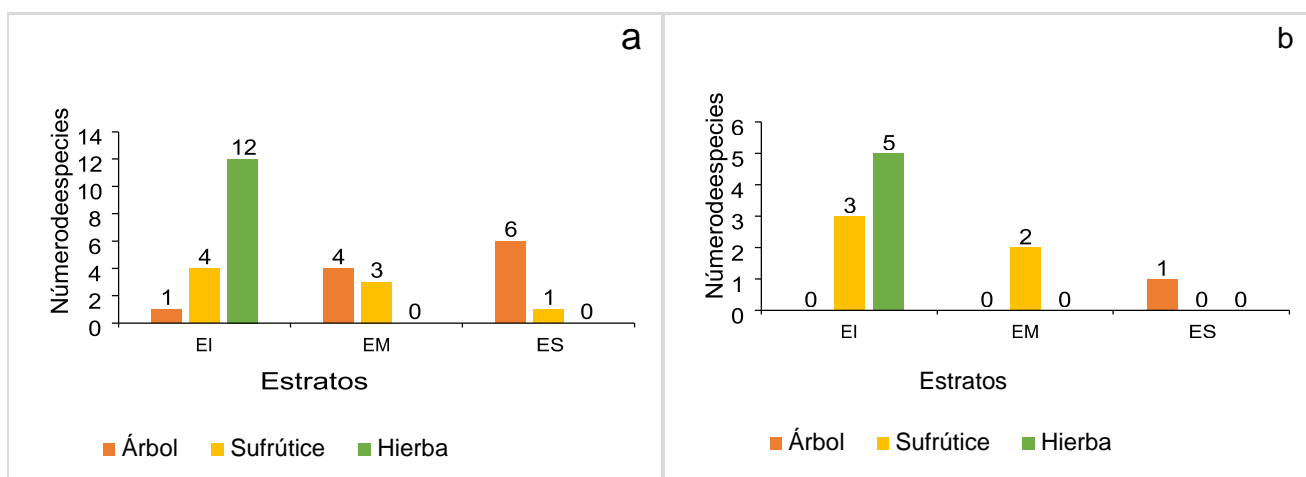 a
Númerodeespecies
14
12
10
8
6
4
2
0
1 4 12
4 3 0
6 1 0
EI EM ES
Estratos
Árbol Sufrútice Hierba
b
Númerodeespecies
6
5
4
3
2
1
0
0 3 5
0 2 0
1 0 0
EI EM ES
Estratos
Árbol Sufrútice Hierba